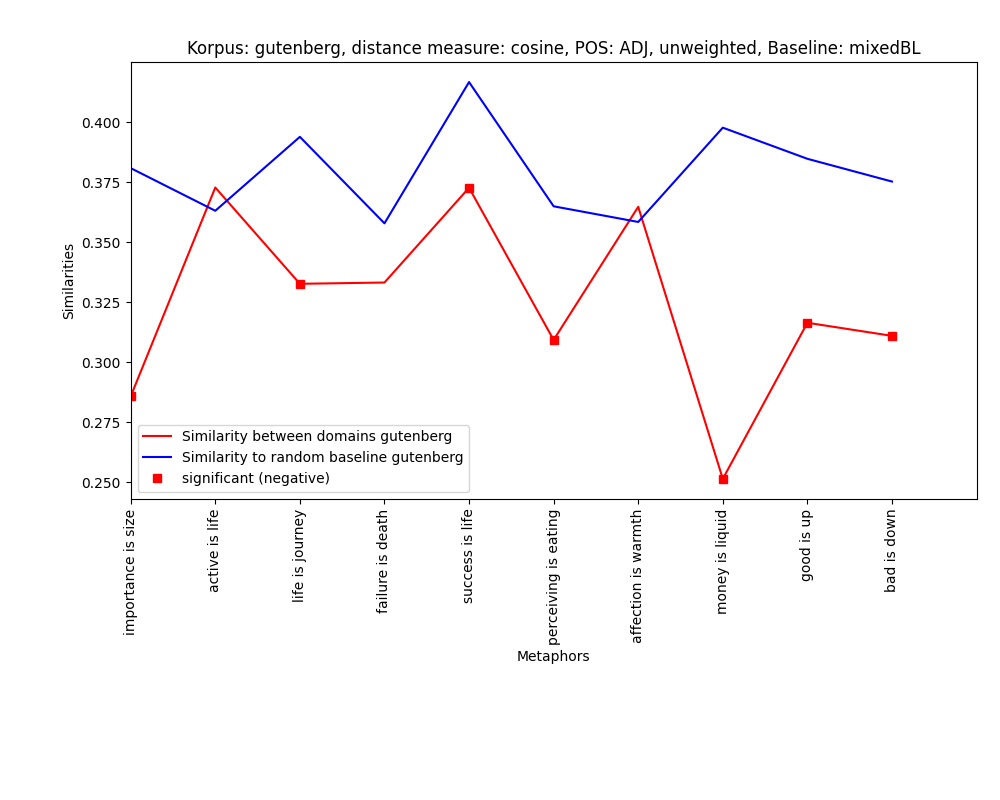 Korpus: gutenberg, distance measure: cosine, POS: ADJ, unweighted, Baseline: mixedBL
0.400
0.375
0.350
0.325
0.300
0.275
0.250
Similarities
Similarity between domains gutenberg
Similarity to random baseline gutenberg
significant (negative)
importance is size
active is life
life is journey
failure is death
success is life
perceiving is eating
affection is warmth
money is liquid
good is up
bad is down
Metaphors